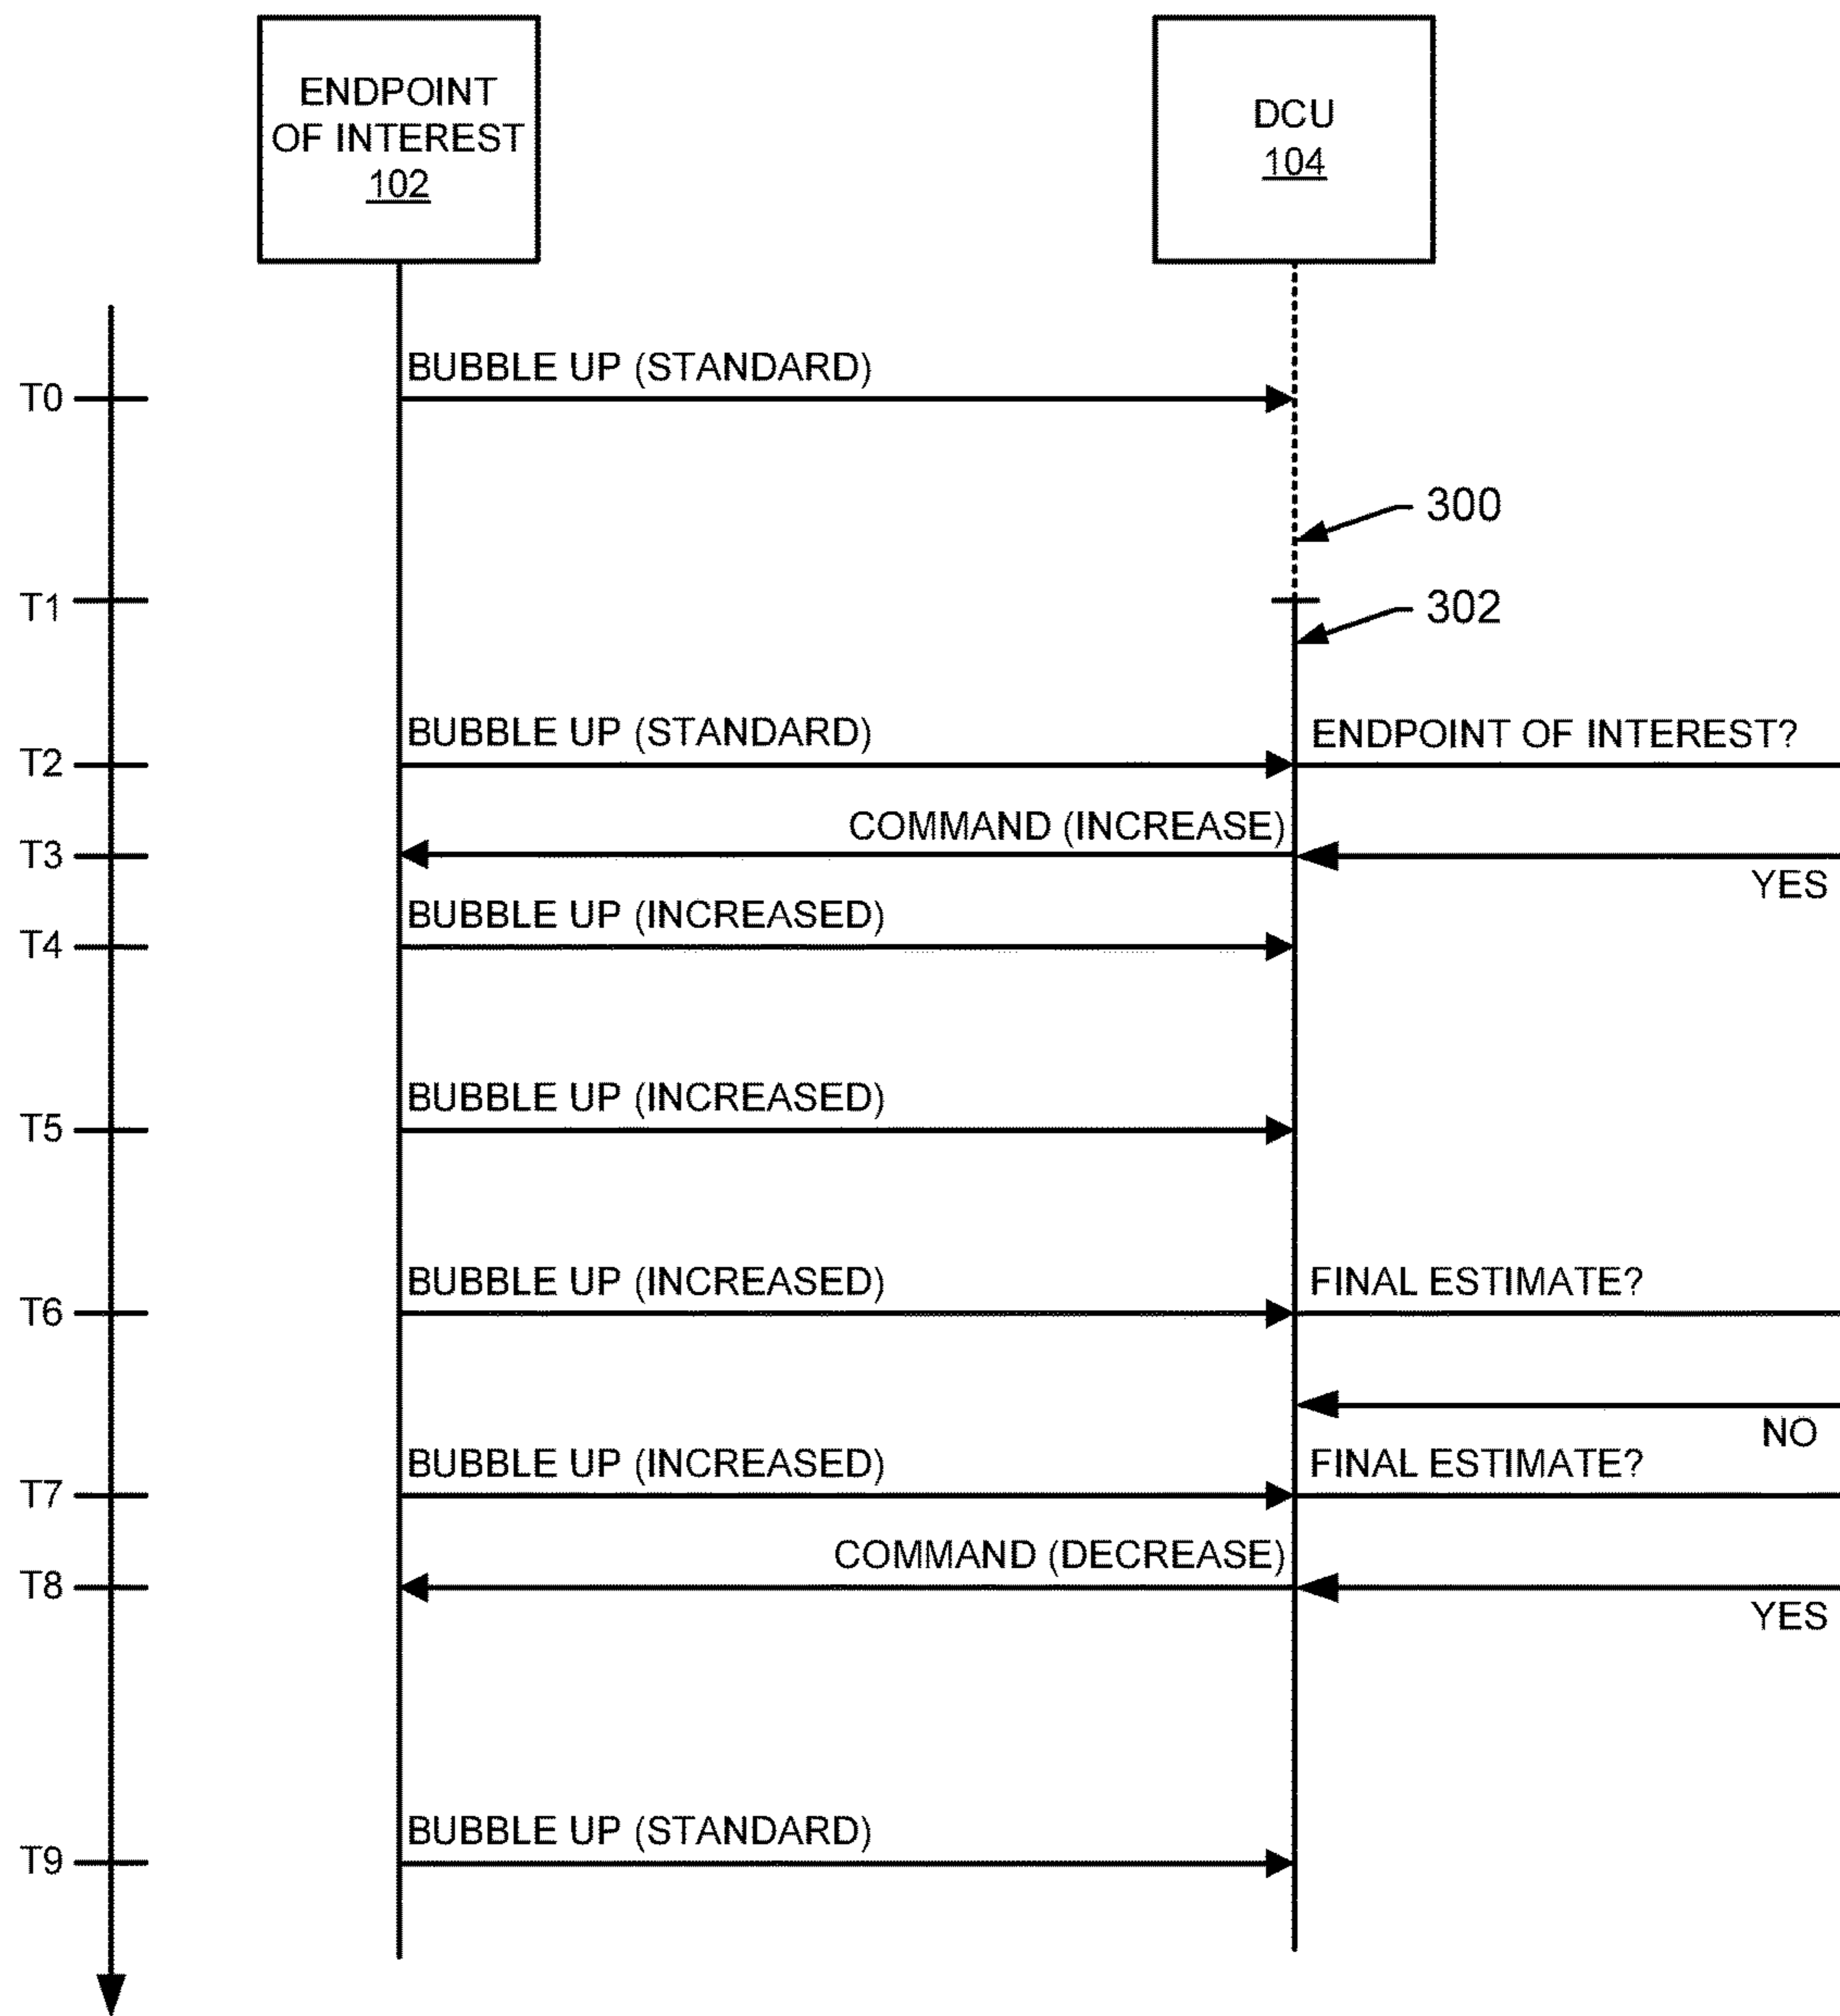 ENDPOINT
OF INTEREST
102
DCU
104
BUBBLE UP (STANDARD)
T0
300
T1
302
BUBBLE UP (STANDARD)
ENDPOINT OF INTEREST?
T2
COMMAND (INCREASE)
T3
YES
BUBBLE UP (INCREASED)
T4
BUBBLE UP (INCREASED)
T5
BUBBLE UP (INCREASED)
FINAL ESTIMATE?
T6
NO
BUBBLE UP (INCREASED)
FINAL ESTIMATE?
T7
COMMAND (DECREASE)
T8
YES
BUBBLE UP (STANDARD)
T9